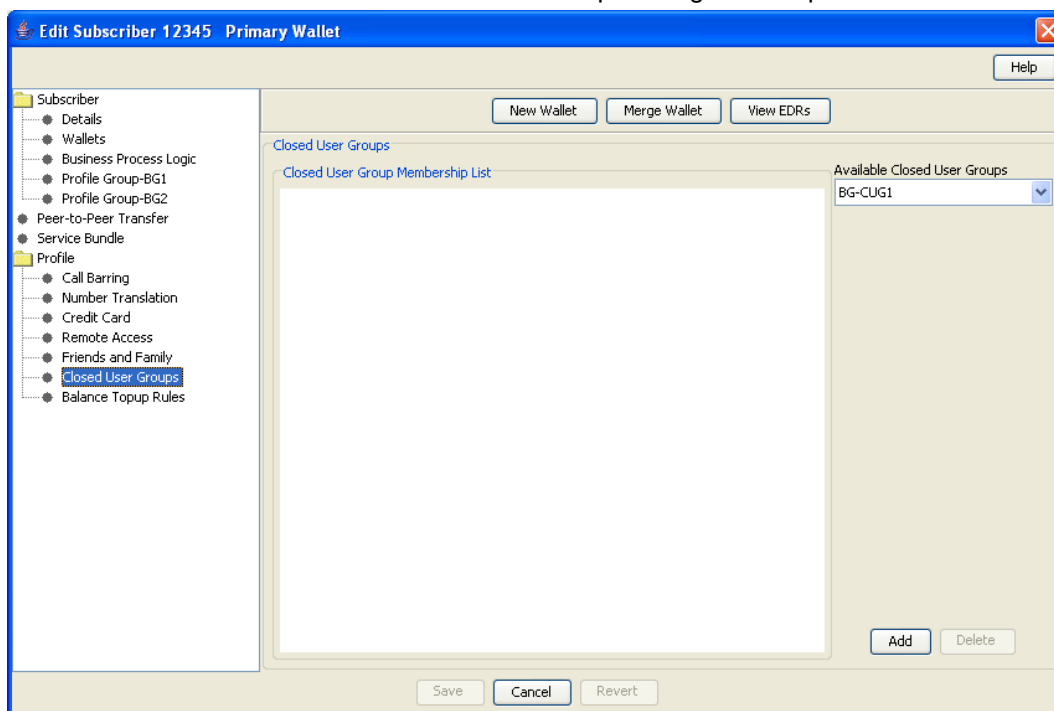 Edit Subscriber 12345 Primary Wallet
Help
Subscriber
Details
Wallets
Business Process Logic
Profile Group-BG1
Profile Group-BG2
Peer-to-Peer Transfer
Service Bundle
Profile
Call Barring
Number Translation
Credit Card
Remote Access
Friends and Family
Closed User Groups
Balance Topup Rules
New Wallet Merge Wallet View EDRs
Closed User Groups
Closed User Group Membership List
Available Closed User Groups
BG-CUG1
Add Delete
Save Cancel Revert